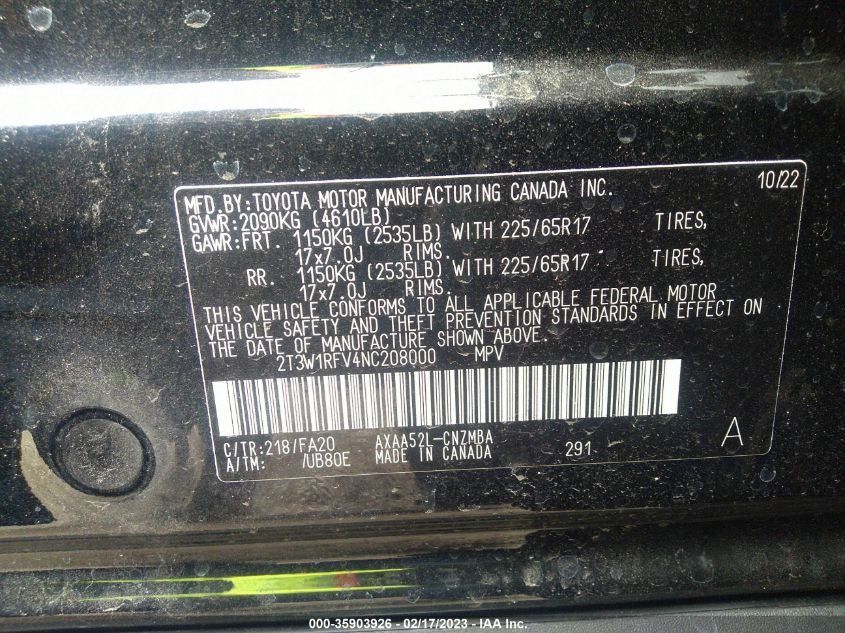 MFD.BY:TOYOTA MOTOR MANUFACTURING CANADA INC. 10/22
GVWR:2090KG (4610LB)
GAWR:FRT. 1150KG (2535LB) WITH 225/65R17 TIRES,
17x7.0J RIMS.
RR. 1150KG (2535LB) WITH 225/65R17 TIRES,
17x7.0J RIMS.
THIS VEHICLE CONFORMS TO ALL APPLICABLE FEDERAL MOTOR
VEHICLE SAFETY AND THEFT PREVENTION STANDARDS IN EFFECT ON
THE DATE OF MANUFACTURE SHOWN ABOVE.
2T3W1RFV4NC208000 MPV
C/TR:218/FA20 AXAA52L-CNZMBA
A/TM: /UB80E MADE IN CANADA 291 A
000-35903926 - 02/17/2023 - IAA Inc.